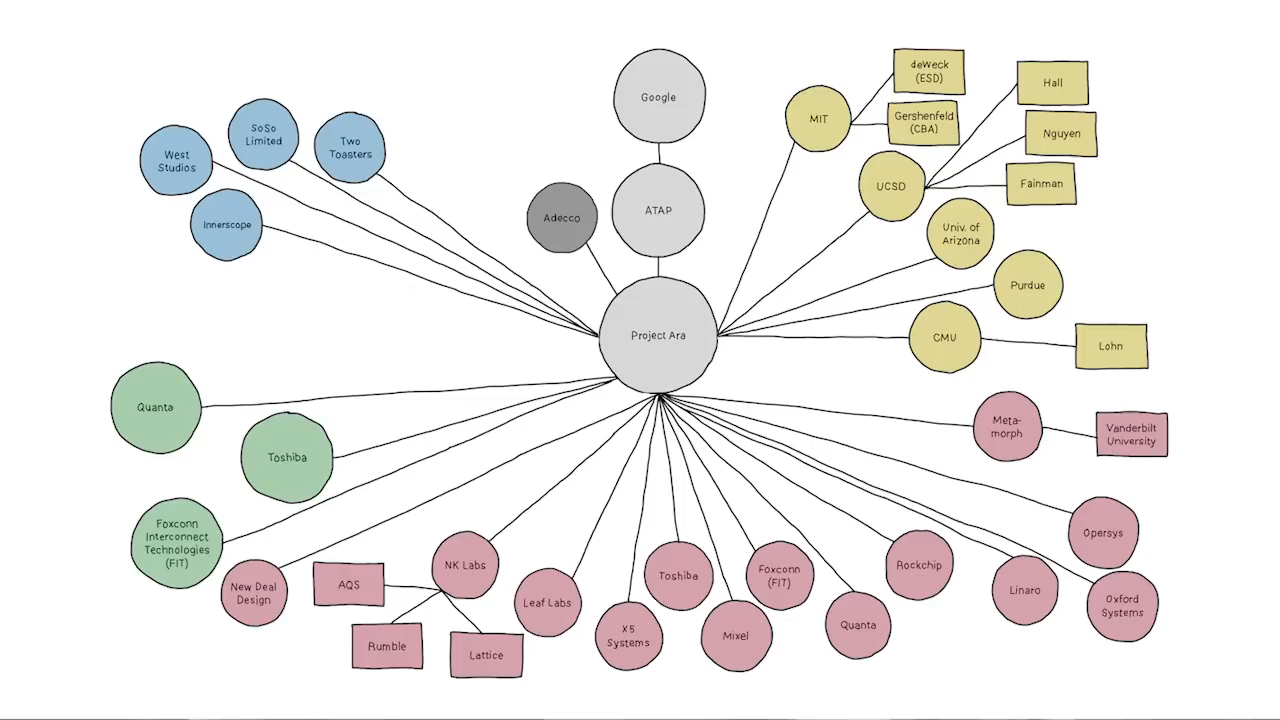 Google
ATAP
Adecco
Project Ara
West
Studios
SoSo
Limited
Two
Toasters
Innerscope
MIT
deWeck
(ESD)
Gershenfeld
(CBA)
UCSD
Hall
Nguyen
Fainman
Univ. of
Arizona
Purdue
CMU
Lohn
Quanta
Toshiba
Foxconn
Interconnect
Technologies
(FIT)
New Deal
Design
AQS
NK Labs
Rumble
Lattice
Leaf Labs
X5
Systems
Toshiba
Mixel
Foxconn
(FIT)
Quanta
Rockchip
Linaro
Oxford
Systems
Opersys
Meta-
morph
Vanderbilt
University